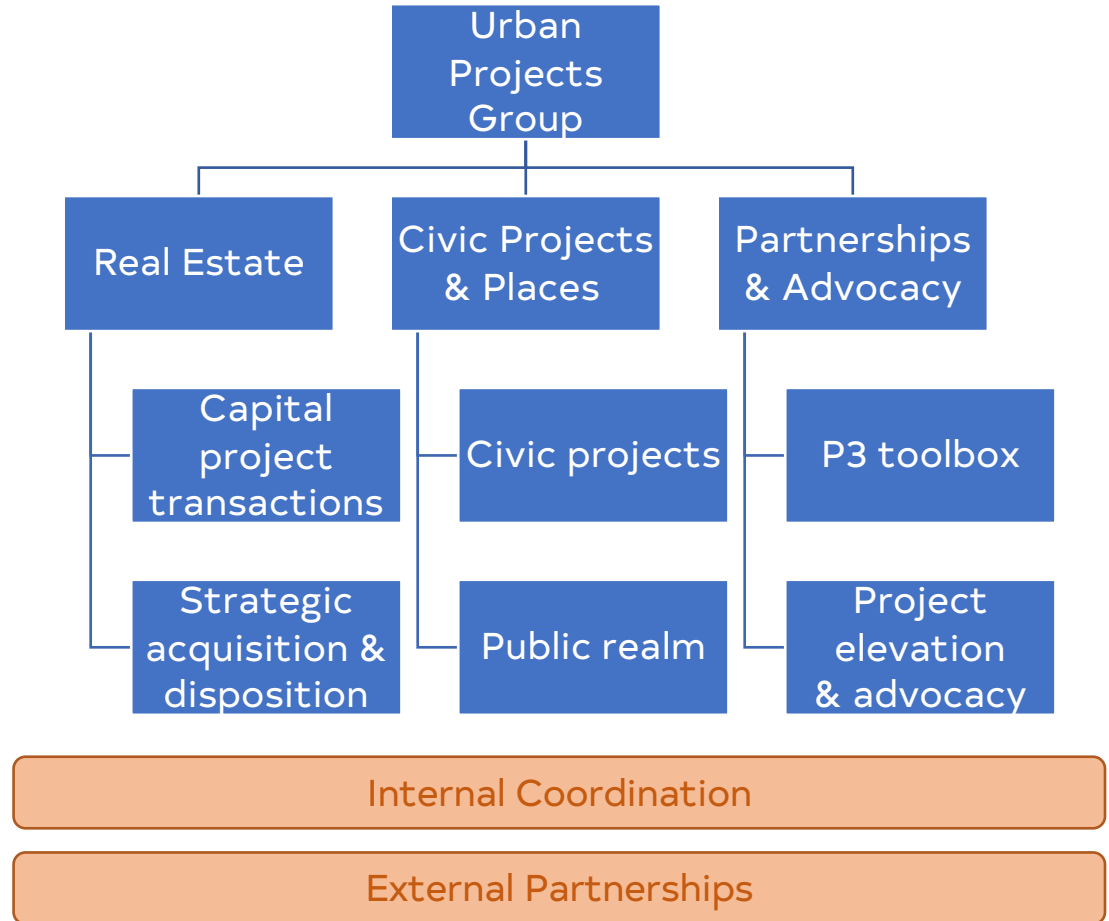 Urban
Projects
Group
Real Estate
Civic Projects
& Places
Partnerships
& Advocacy
Capital
project
transactions
Civic projects
P3 toolbox
Strategic
acquisition &
disposition
Public realm
Project
elevation
& advocacy
Internal Coordination
External Partnerships